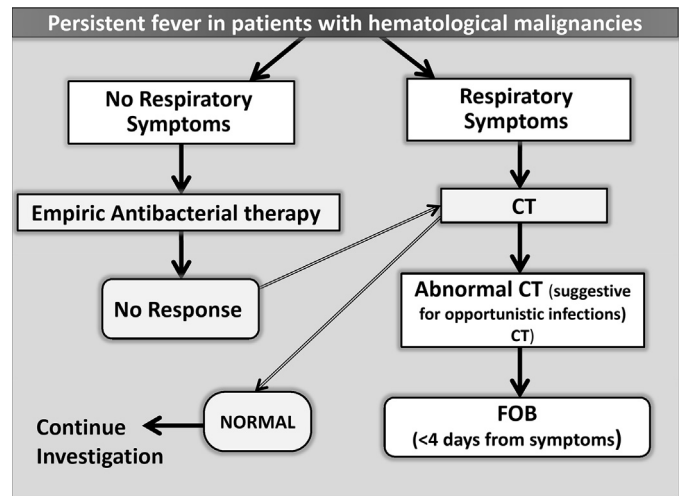 Persistent fever in patients with hematological malignancies
No Respiratory
Symptoms
Respiratory
Symptoms
Empiric Antibacterial therapy
CT
No Response
Abnormal CT (suggestive
for opportunistic infections)
CT)
NORMAL
Continue
Investigation
FOB
(<4 days from symptoms)